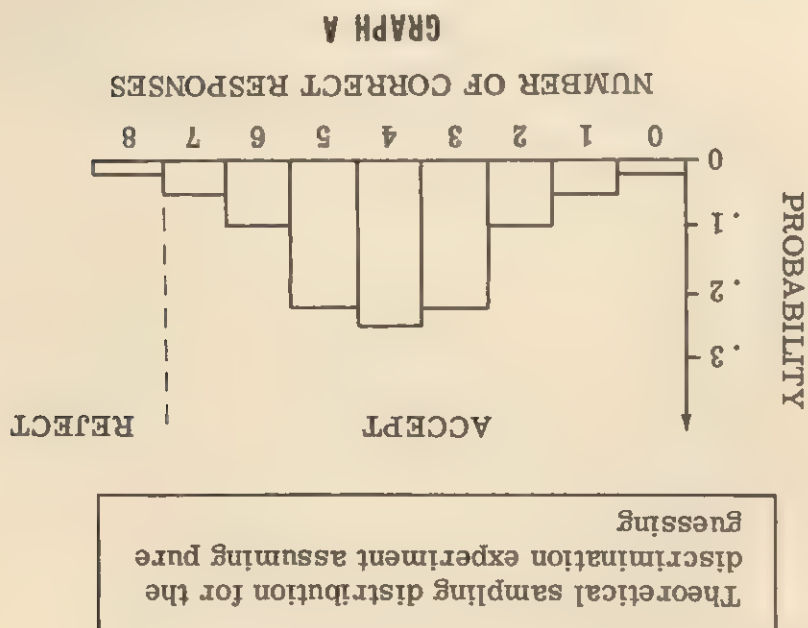 Theoretical sampling distribution for the
discrimination experiment assuming pure
guessing
ACCEPT REJECT
PROBABILITY
.3
.2
.1
0
0 1 2 3 4 5 6 7 8
NUMBER OF CORRECT RESPONSES
GRAPH A